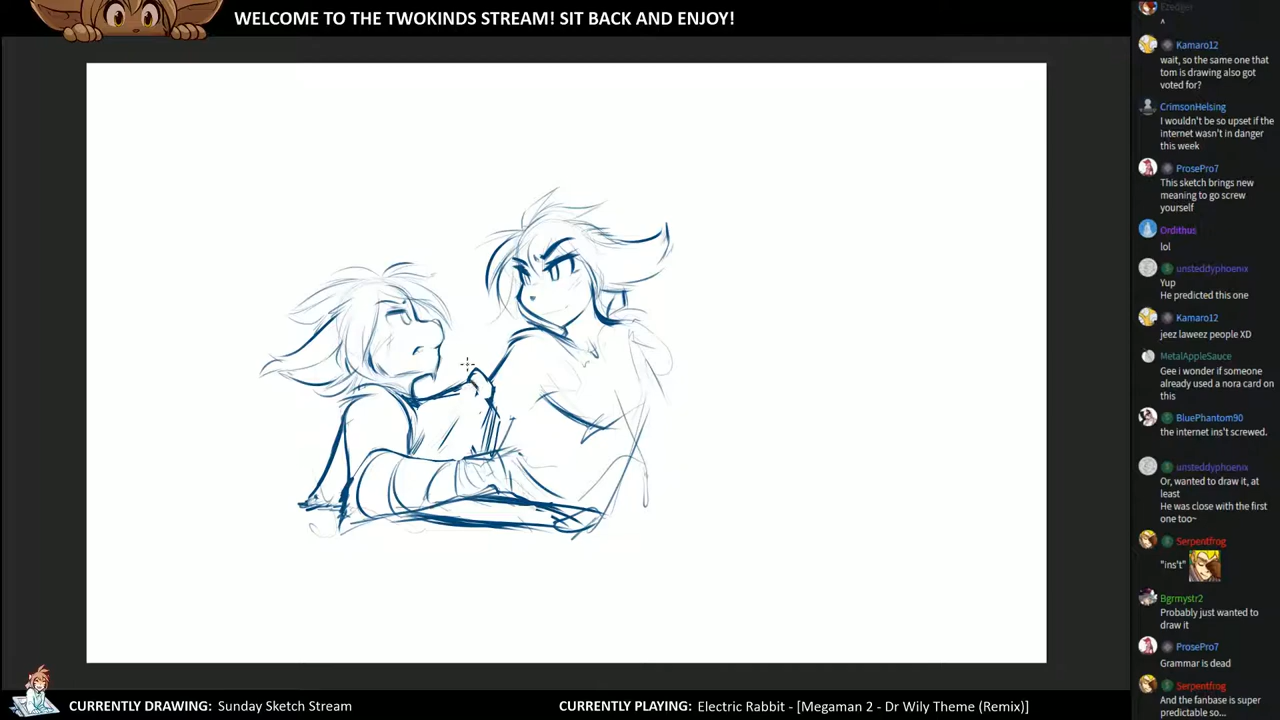 WELCOME TO THE TWOKINDS STREAM! SIT BACK AND ENJOY!
^
Kamaro12
wait, so the same one that
tom is drawing also got
voted for?
CrimsonHelsing
I wouldn't be so upset if the
internet wasn't in danger
this week
ProsePro7
This sketch brings new
meaning to go screw
yourself
Ordithus
lol
unsteddyphoenix
Yup
He predicted this one
Kamaro12
jeez laweez people XD
MetalAppleSauce
Gee i wonder if someone
already used a nora card on
this
BluePhantom90
the internet ins't screwed.
unsteddyphoenix
Or, wanted to draw it, at
least
He was close with the first
one too~
Serpentfrog
"ins't"
Bgrmystr2
Probably just wanted to
draw it
ProsePro7
Grammar is dead
Serpentfrog
And the fanbase is super
predictable so...
CURRENTLY DRAWING: Sunday Sketch Stream
CURRENTLY PLAYING: Electric Rabbit - [Megaman 2 - Dr Wily Theme (Remix)]